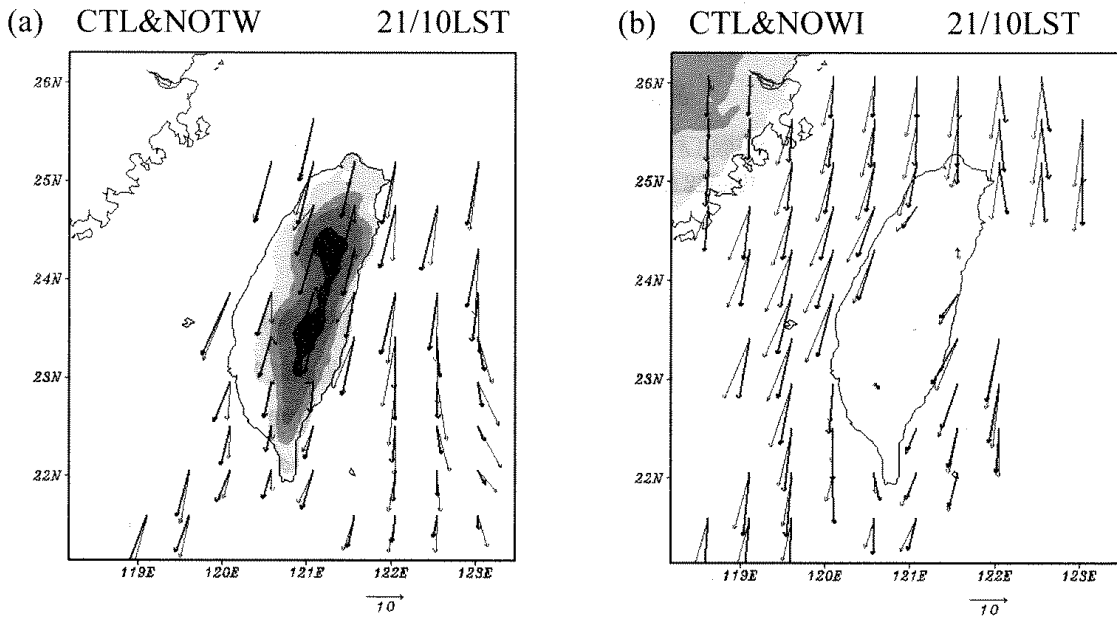 (a) CTL&NOTW 21/10LST
26N
25N
24N
23N
22N
119E 120E 121E 122E 123E
10
(b) CTL&NOWI 21/10LST
26N
25N
24N
23N
22N
119E 120E 121E 122E 123E
10